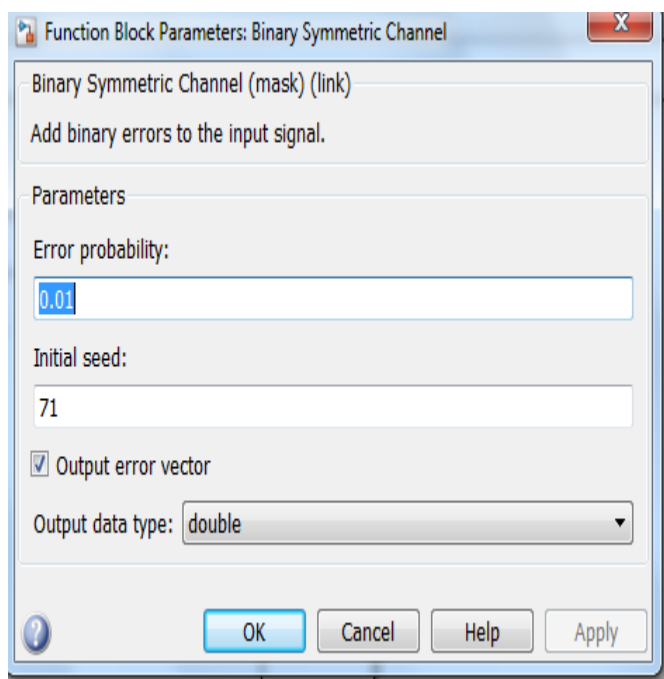 Function Block Parameters: Binary Symmetric Channel
X
Binary Symmetric Channel (mask) (link)
Add binary errors to the input signal.
Parameters
Error probability:
0.01
Initial seed:
71
Output error vector
Output data type: double
? OK Cancel Help Apply